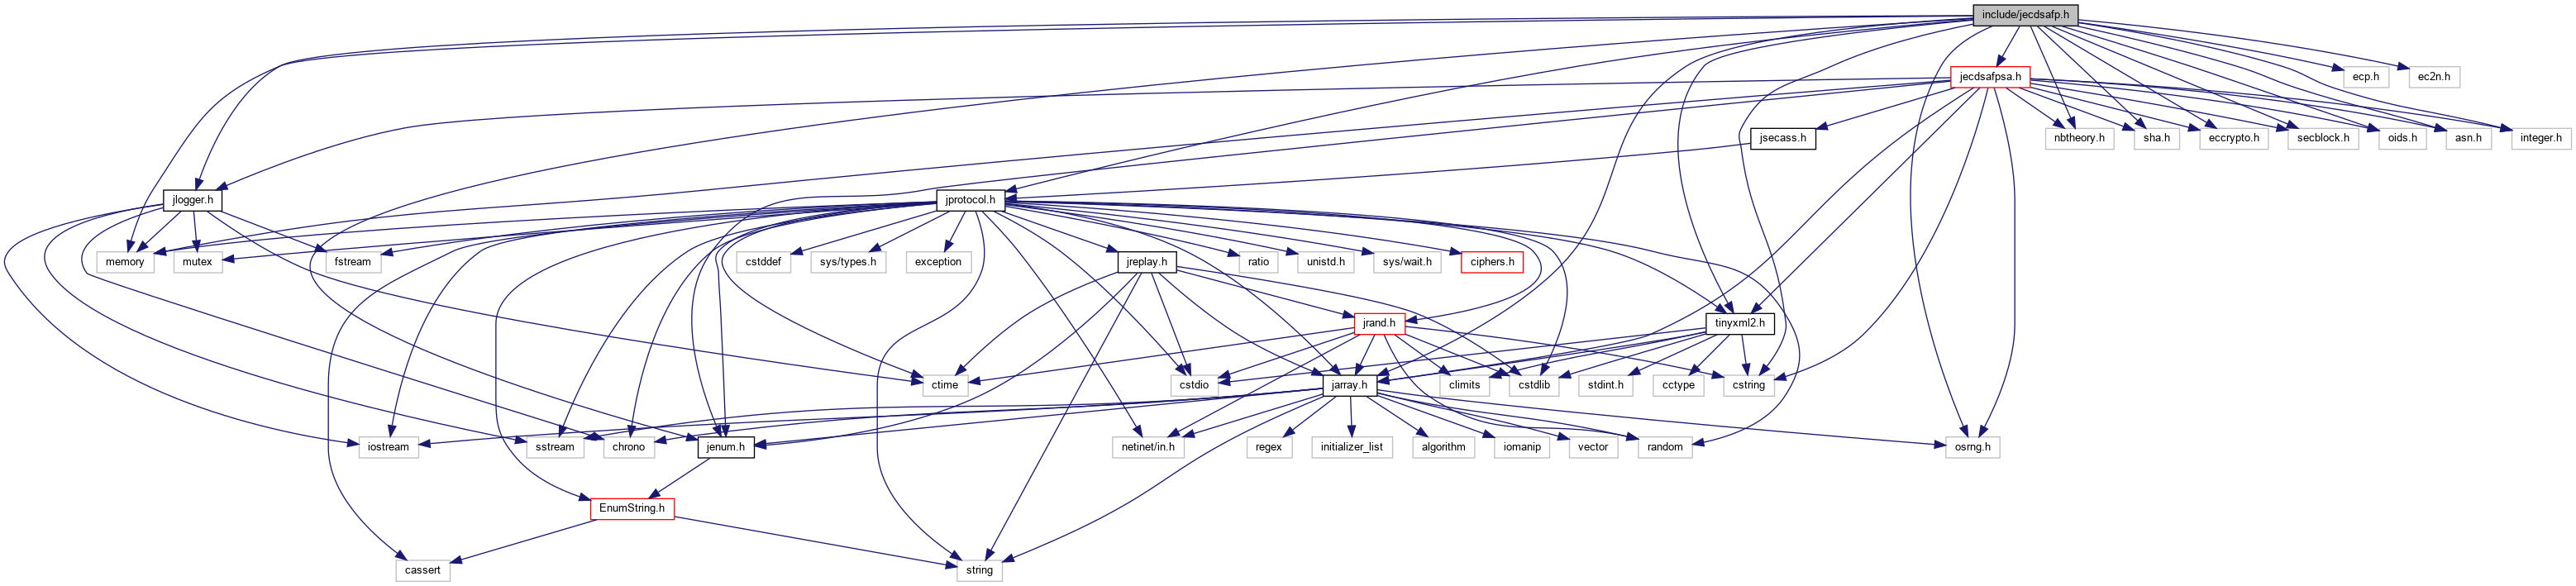 include/jecdsafp.h
jecdsafpsa.h
ecp.h
ec2n.h
jsecass.h
nbtheory.h
sha.h
eccrypto.h
secblock.h
oids.h
asn.h
integer.h
jlogger.h
jprotocol.h
memory
mutex
fstream
cstddef
sys/types.h
exception
jreplay.h
ratio
unistd.h
sys/wait.h
ciphers.h
jrand.h
tinyxml2.h
ctime
cstdio
jarray.h
climits
cstdlib
stdint.h
cctype
cstring
iostream
sstream
chrono
jenum.h
netinet/in.h
regex
initializer_list
algorithm
iomanip
vector
random
osrng.h
EnumString.h
cassert
string